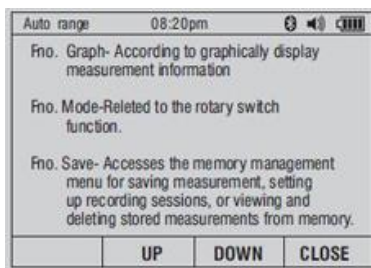 Auto range 08:20pm
Fno. Graph- According to graphically display
measurement information
Fno. Mode-Releted to the rotary switch
function.
Fno. Save- Accesses the memory management
menu for saving measurement, setting
up recording sessions, or viewing and
deleting stored measurements from memory.
UP DOWN CLOSE